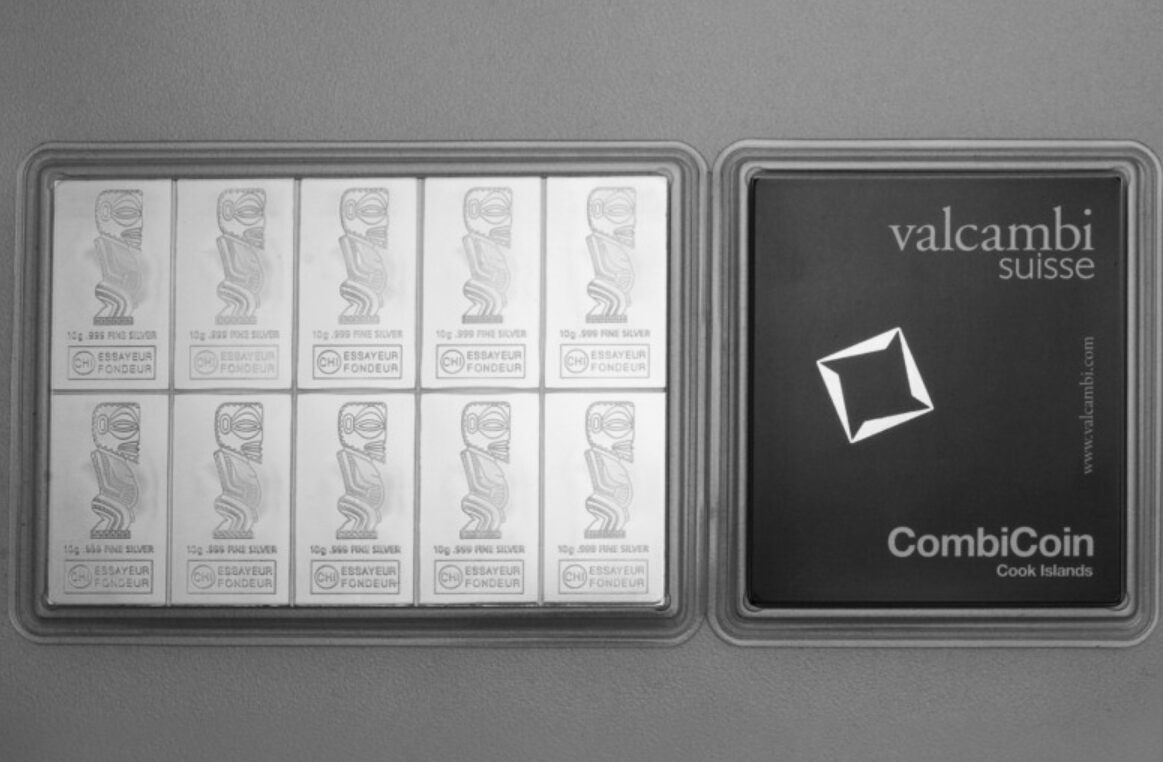 10g .999 FINE SILVER
CHI ESSAYEUR
FONDEUR
10g .999 FINE SILVER
CHI ESSAYEUR
FONDEUR
10g .999 FINE SILVER
CHI ESSAYEUR
FONDEUR
10g .999 FINE SILVER
CHI ESSAYEUR
FONDEUR
10g .999 FINE SILVER
CHI ESSAYEUR
FONDEUR
10g .999 FINE SILVER
CHI ESSAYEUR
FONDEUR
10g .999 FINE SILVER
CHI ESSAYEUR
FONDEUR
10g .999 FINE SILVER
CHI ESSAYEUR
FONDEUR
10g .999 FINE SILVER
CHI ESSAYEUR
FONDEUR
10g .999 FINE SILVER
CHI ESSAYEUR
FONDEUR
valcambi
suisse
www.valcambi.com
CombiCoin
Cook Islands